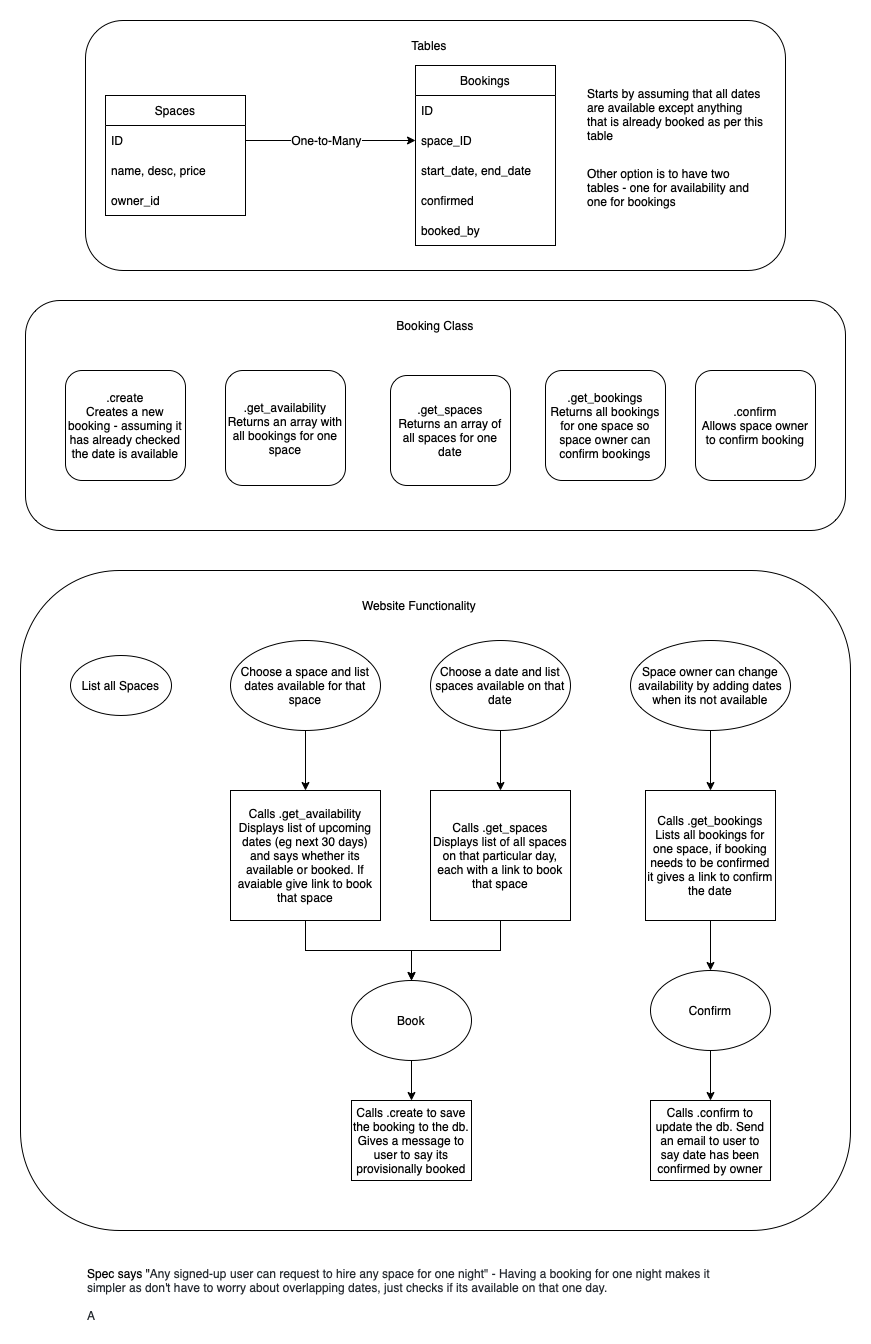 Tables
Spaces
ID
name, desc, price
owner_id
One-to-Many
Bookings
ID
space_ID
start_date, end_date
confirmed
booked_by
Starts by assuming that all dates
are available except anything
that is already booked as per this
table
Other option is to have two
tables - one for availability and
one for bookings
Booking Class
.create
Creates a new
booking - assuming it
has already checked
the date is available
.get_availability
Returns an array with
all bookings for one
space
.get_spaces
Returns an array of
all spaces for one
date
.get_bookings
Returns all bookings
for one space so
space owner can
confirm bookings
.confirm
Allows space owner
to confirm booking
Website Functionality
List all Spaces
Choose a space and list
dates available for that
space
Choose a date and list
spaces available on that
date
Space owner can change
availability by adding dates
when its not available
Calls .get_availability
Displays list of upcoming
dates (eg next 30 days)
and says whether its
available or booked. If
avaiable give link to book
that space
Calls .get_spaces
Displays list of all spaces
on that particular day,
each with a link to book
that space
Calls .get_bookings
Lists all bookings for
one space, if booking
needs to be confirmed
it gives a link to confirm
the date
Book
Confirm
Calls .create to save
the booking to the db.
Gives a message to
user to say its
provisionally booked
Calls .confirm to
update the db. Send
an email to user to
say date has been
confirmed by owner
Spec says "Any signed-up user can request to hire any space for one night" - Having a booking for one night makes it
simpler as don't have to worry about overlapping dates, just checks if its available on that one day.
A